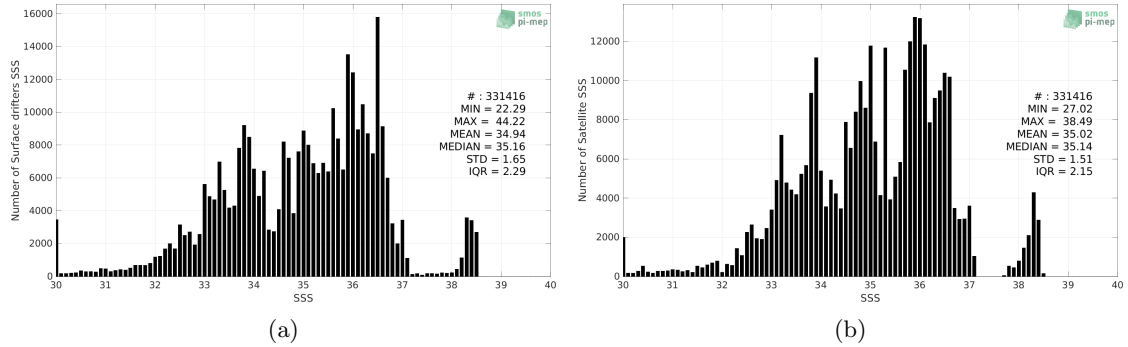 smos
pi-mep
Number of Surface drifters SSS
16000
14000
12000
10000
8000
6000
4000
2000
0
# : 331416
MIN = 22.29
MAX = 44.22
MEAN = 34.94
MEDIAN = 35.16
STD = 1.65
IQR = 2.29
30 31 32 33 34 35 36 37 38 39 40
SSS
(a)
smos
pi-mep
Number of Satellite SSS
12000
10000
8000
6000
4000
2000
0
# : 331416
MIN = 27.02
MAX = 38.49
MEAN = 35.02
MEDIAN = 35.14
STD = 1.51
IQR = 2.15
30 31 32 33 34 35 36 37 38 39 40
SSS
(b)